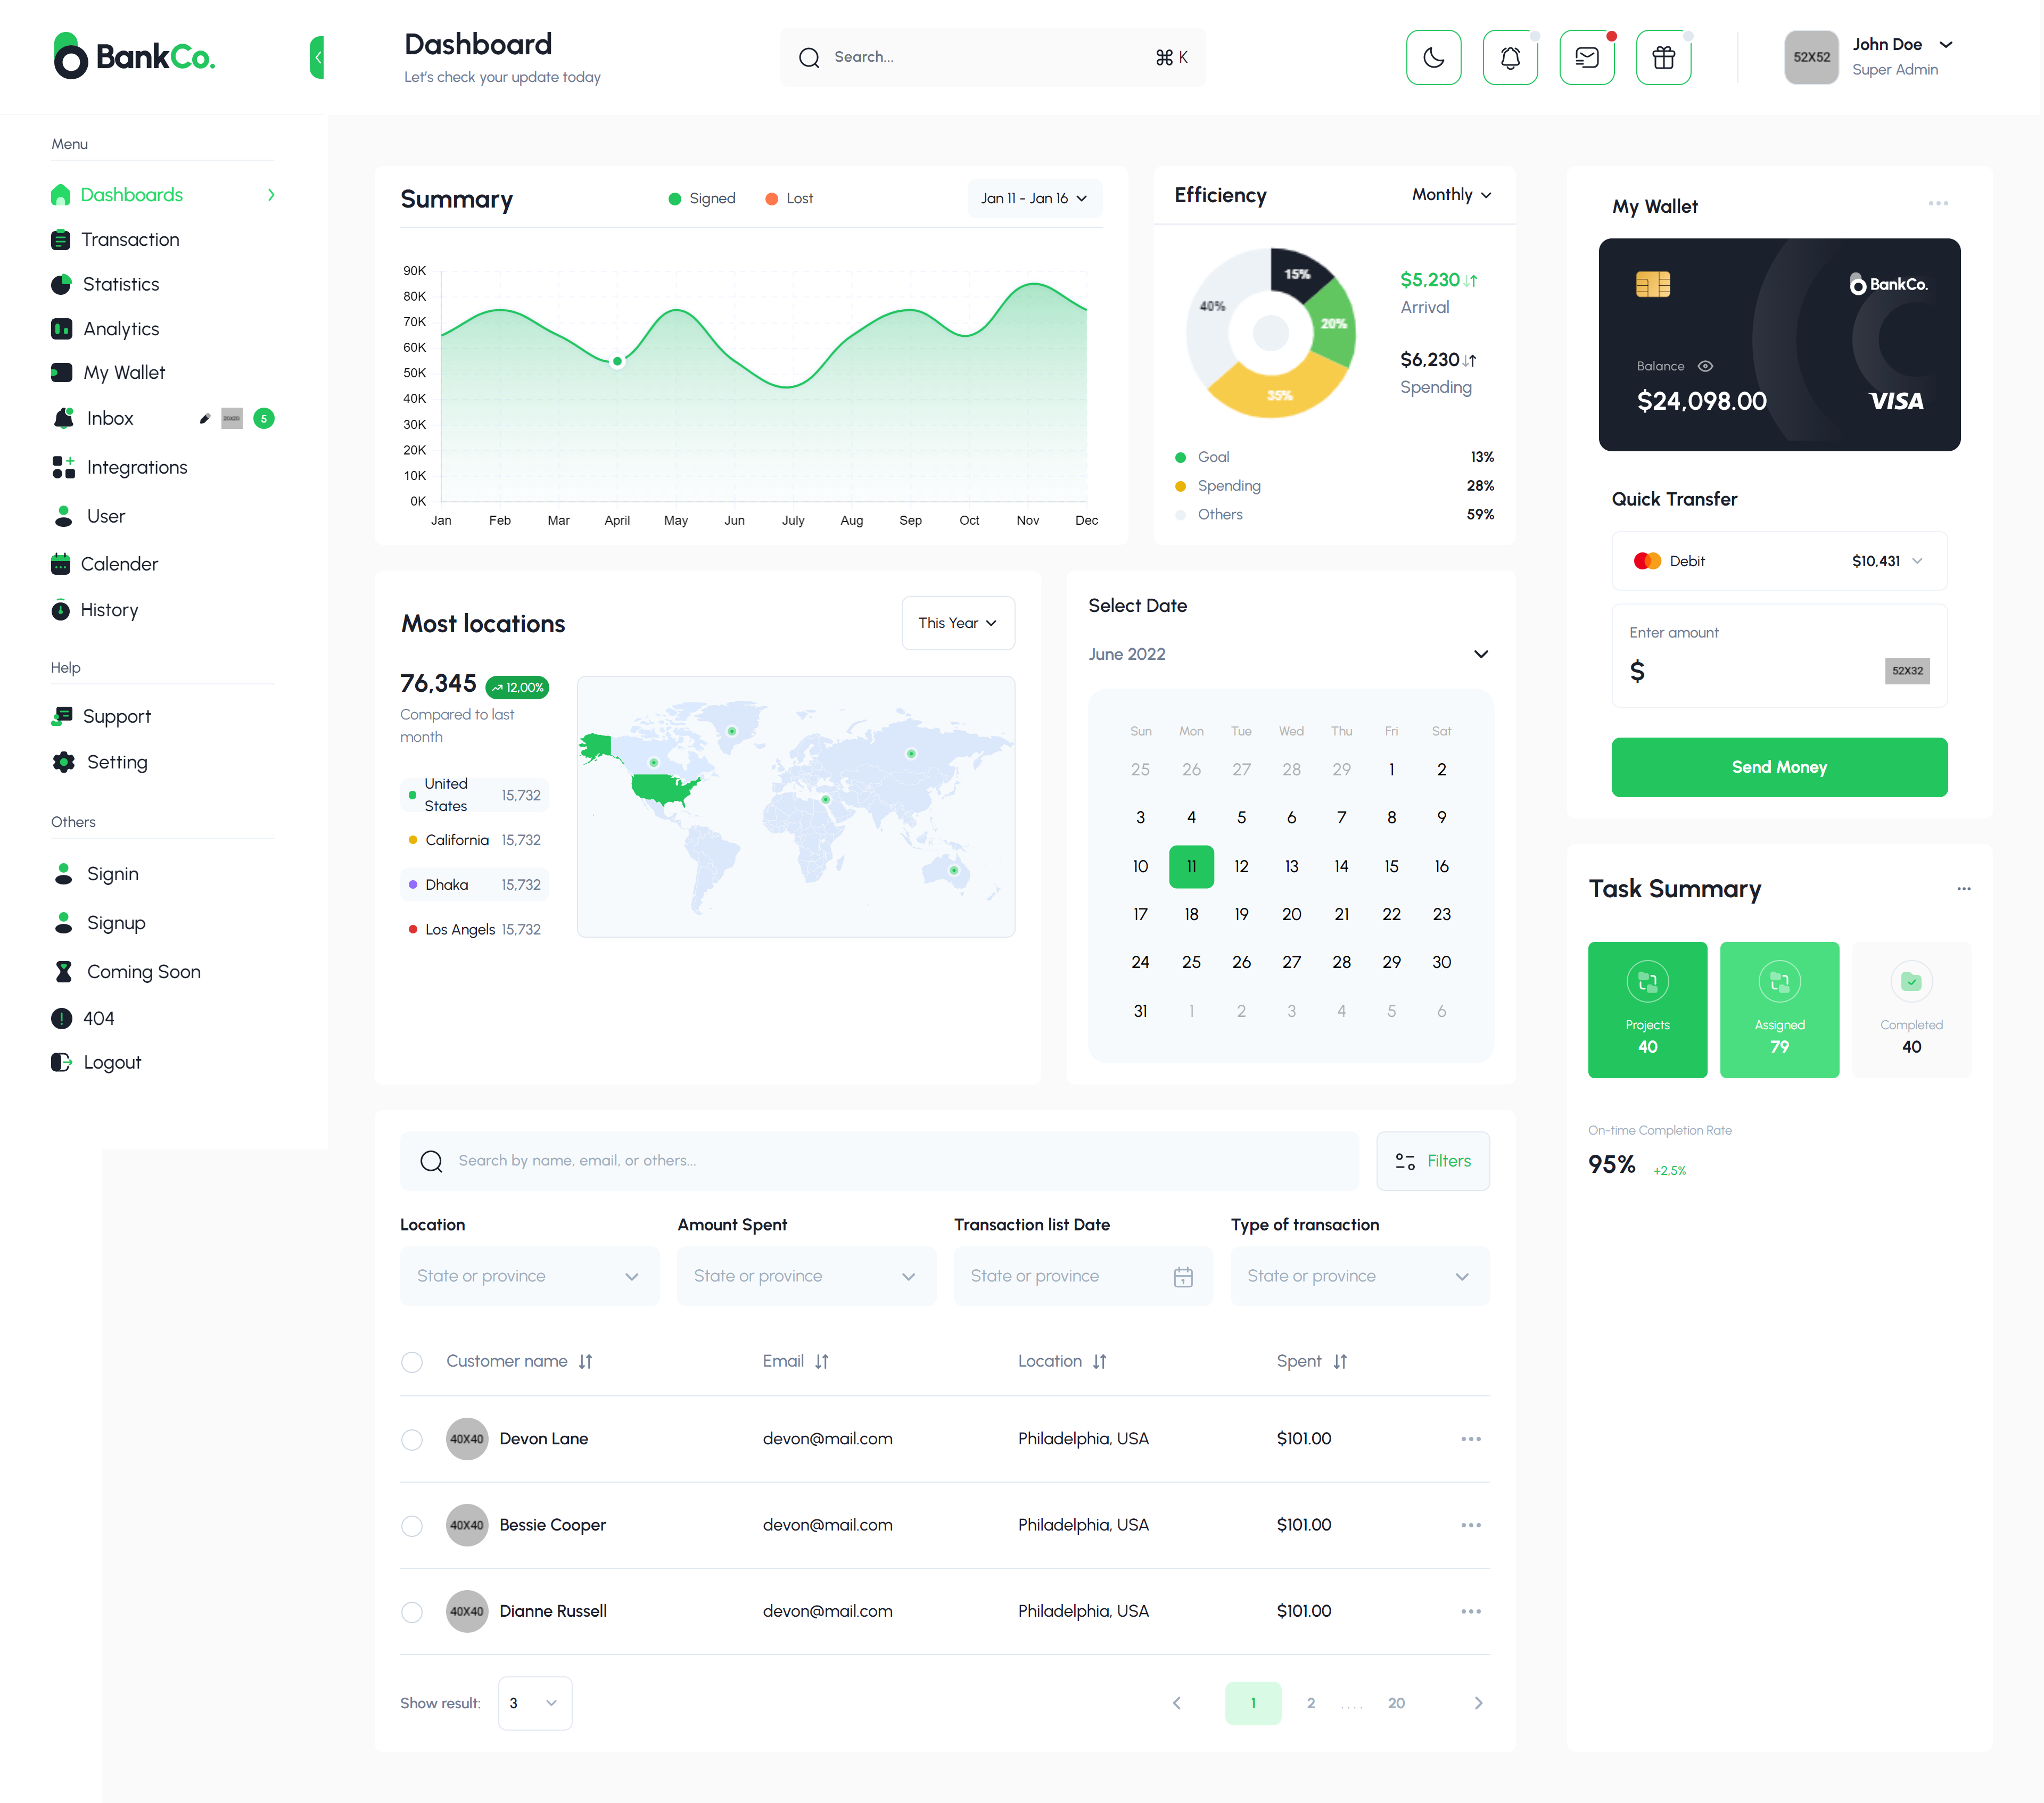 BankCo.
Dashboard
Let's check your update today
Search...
⌘ K
52X52
John Doe
Super Admin
Menu
Dashboards
Transaction
Statistics
Analytics
My Wallet
Inbox
5
Integrations
User
Calender
History
Help
Support
Setting
Others
Signin
Signup
Coming Soon
404
Logout
Summary
Signed
Lost
Jan 11 - Jan 16
90K
80K
70K
60K
50K
40K
30K
20K
10K
0K
Jan Feb Mar April May Jun July Aug Sep Oct Nov Dec
Efficiency
Monthly
15%
20%
35%
40%
$5,230
Arrival
$6,230
Spending
Goal 13%
Spending 28%
Others 59%
My Wallet
BankCo.
Balance
$24,098.00
VISA
Quick Transfer
Debit $10,431
Enter amount
$
52X32
Send Money
Most locations
This Year
76,345
12,00%
Compared to last
month
United
States
15,732
California 15,732
Dhaka 15,732
Los Angels 15,732
Select Date
June 2022
Sun Mon Tue Wed Thu Fri Sat
25 26 27 28 29 1 2
3 4 5 6 7 8 9
10 11 12 13 14 15 16
17 18 19 20 21 22 23
24 25 26 27 28 29 30
31 1 2 3 4 5 6
Task Summary
Projects
40
Assigned
79
Completed
40
On-time Completion Rate
95% +2.5%
Search by name, email, or others...
Filters
Location Amount Spent Transaction list Date Type of transaction
State or province State or province State or province State or province
Customer name Email Location Spent
40X40 Devon Lane devon@mail.com Philadelphia, USA $101.00
40X40 Bessie Cooper devon@mail.com Philadelphia, USA $101.00
40X40 Dianne Russell devon@mail.com Philadelphia, USA $101.00
Show result: 3
1 2 .... 20